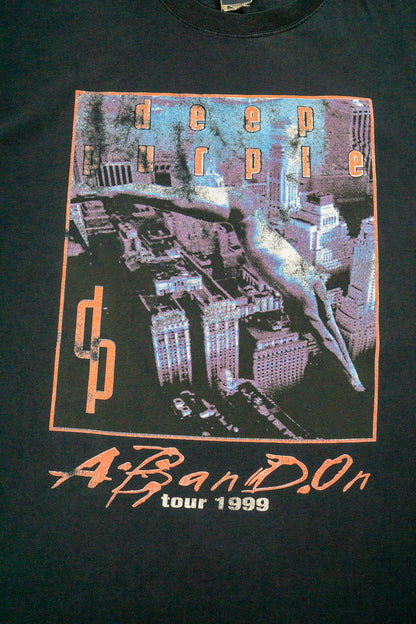 deep
purple
dp
A.BanD.On
tour 1999